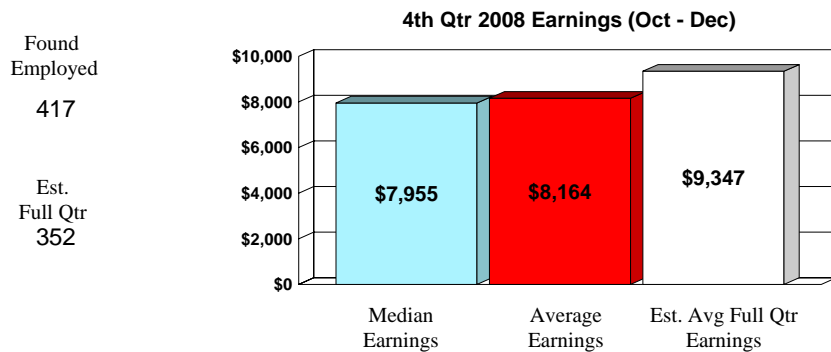 4th Qtr 2008 Earnings (Oct - Dec)
Found
Employed
417
Est.
Full Qtr
352
$10,000
$8,000
$6,000
$4,000
$2,000
$0
$7,955
$8,164
$9,347
Median
Earnings
Average
Earnings
Est. Avg Full Qtr
Earnings